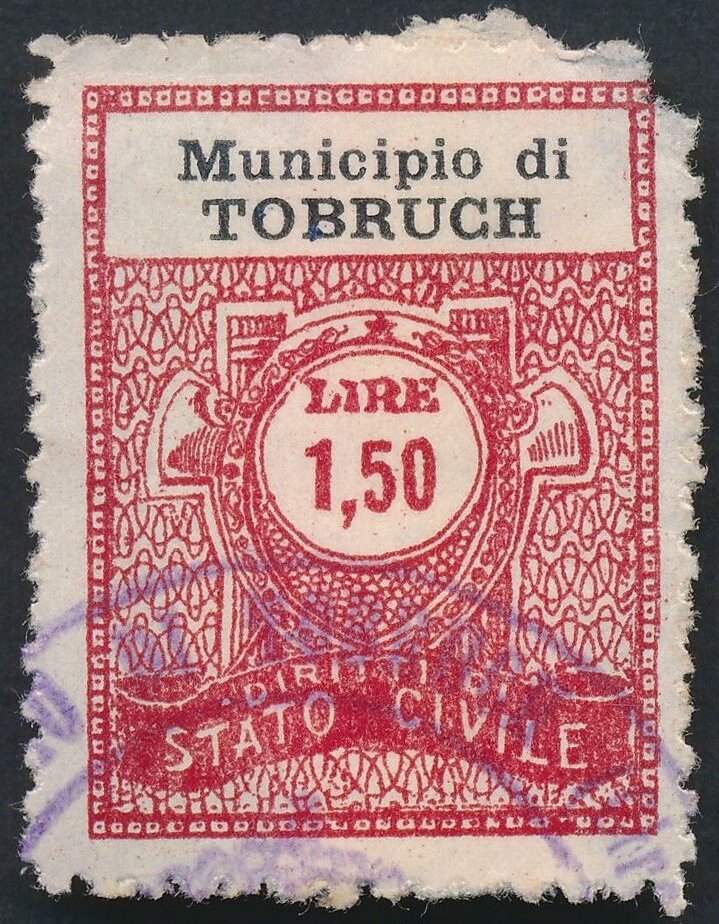 Municipio di
TOBRUCH
LIRE
1,50
DIRITTI DI
STATO CIVILE